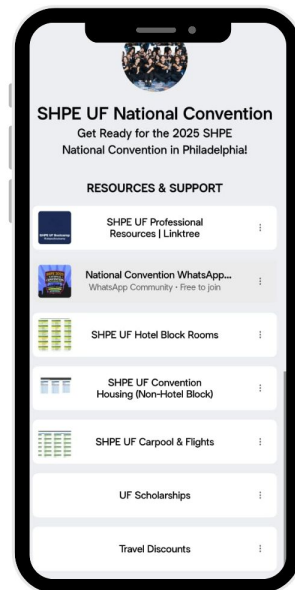 SHPE UF National Convention
Get Ready for the 2025 SHPE
National Convention in Philadelphia!
RESOURCES & SUPPORT
SHPE UF Professional
Resources | Linktree
National Convention WhatsApp...
WhatsApp Community • Free to join
SHPE UF Hotel Block Rooms
SHPE UF Convention
Housing (Non-Hotel Block)
SHPE UF Carpool & Flights
UF Scholarships
Travel Discounts